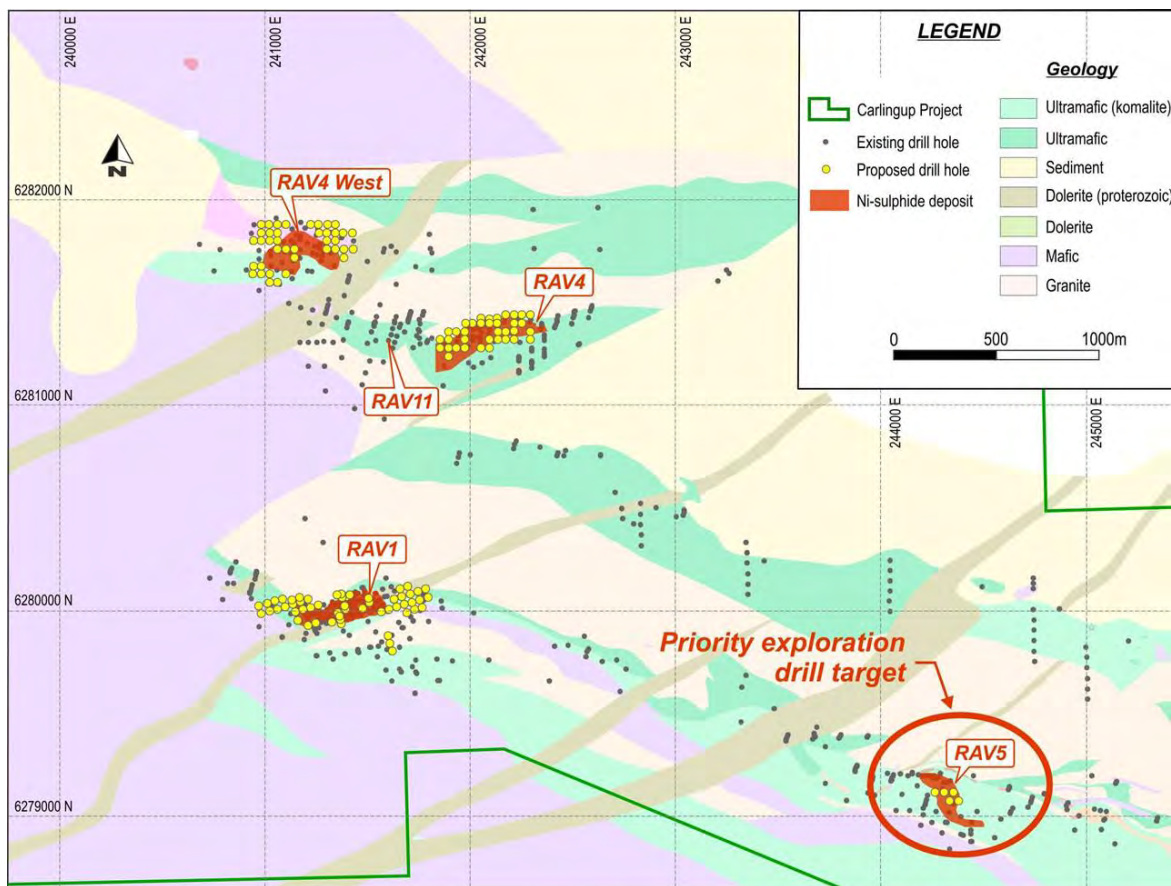 240000 E
241000 E
242000 E
243000 E
LEGEND
Geology
Carlingup Project
Existing drill hole
Proposed drill hole
Ni-sulphide deposit
Ultramafic (komalite)
Ultramafic
Sediment
Dolerite (proterozoic)
Dolerite
Mafic
Granite
0
500
1000m
N
6282000 N
RAV4 West
RAV4
RAV11
6281000 N
244000 E
245000 E
RAV1
6280000 N
Priority exploration
drill target
RAV5
6279000 N